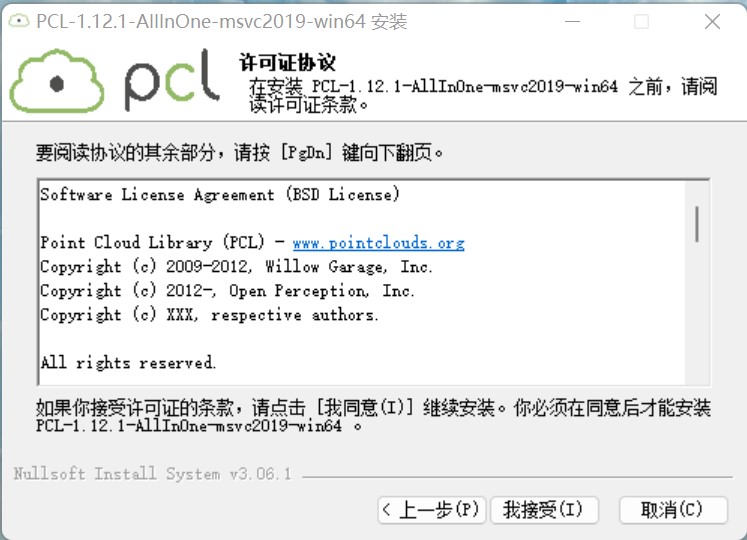 PCL-1.12.1-AllInOne-msvc2019-win64 安装
pcl
许可证协议
在安装 PCL-1.12.1-AllInOne-msvc2019-win64 之前，请阅
读许可证条款。
要阅读协议的其余部分，请按 [PgDn] 键向下翻页。
Software License Agreement (BSD License)
Point Cloud Library (PCL) - www.pointclouds.org
Copyright (c) 2009-2012, Willow Garage, Inc.
Copyright (c) 2012-, Open Perception, Inc.
Copyright (c) XXX, respective authors.
All rights reserved.
如果你接受许可证的条款，请点击 [我同意(I)] 继续安装。你必须在同意后才能安装
PCL-1.12.1-AllInOne-msvc2019-win64 。
Nullsoft Install System v3.06.1
< 上一步(P) 我接受(I) 取消(C)